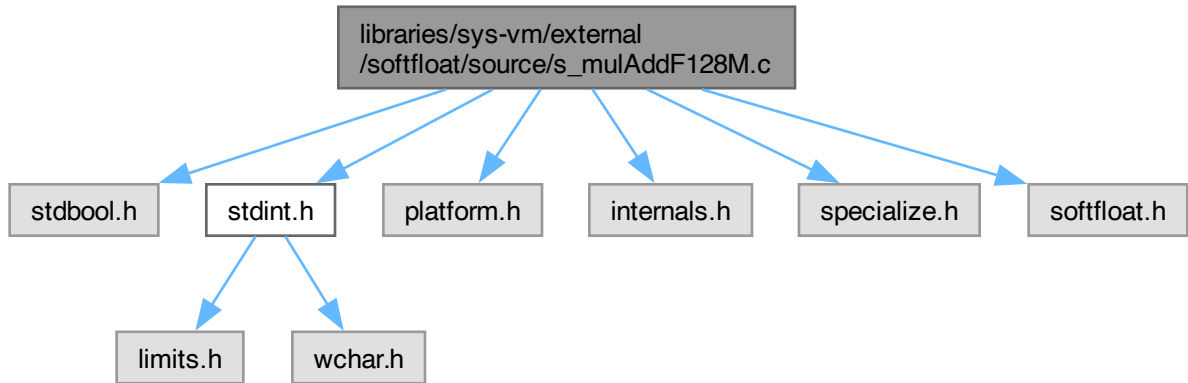 libraries/sys-vm/external
/softfloat/source/s_mulAddF128M.c
stdbool.h
stdint.h
platform.h
internals.h
specialize.h
softfloat.h
limits.h
wchar.h